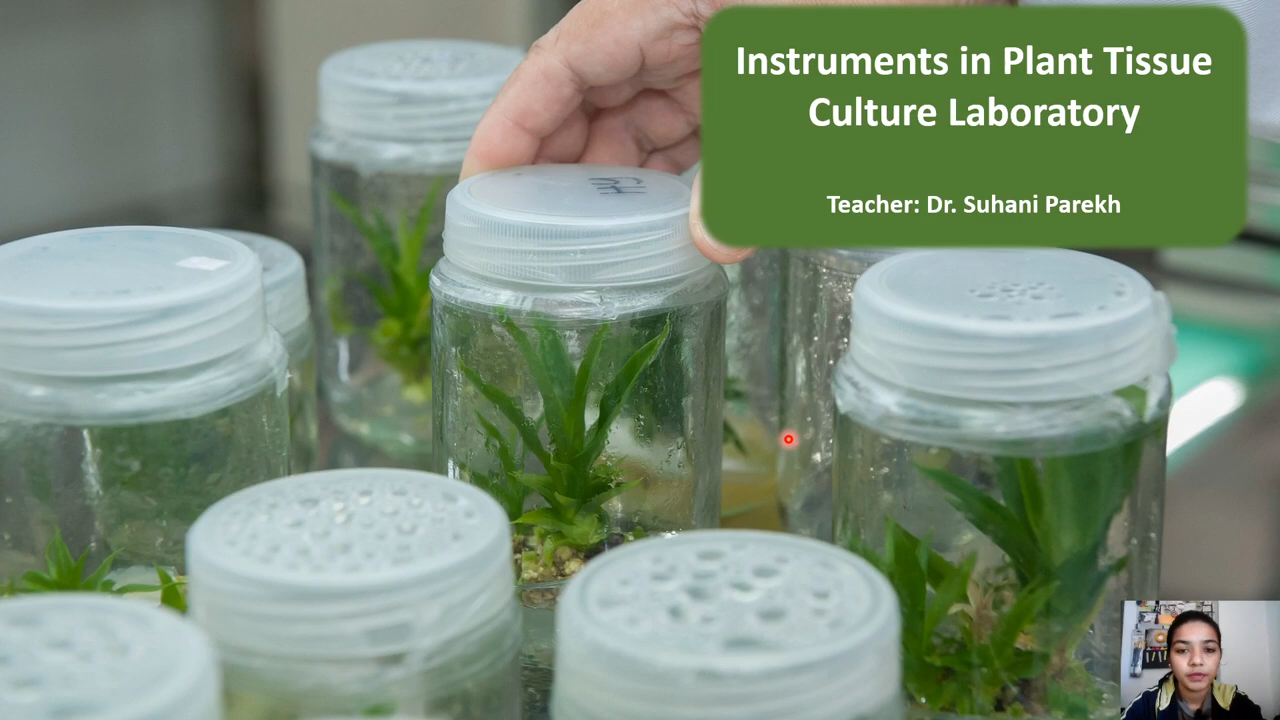 Instruments in Plant Tissue
Culture Laboratory
Teacher: Dr. Suhani Parekh